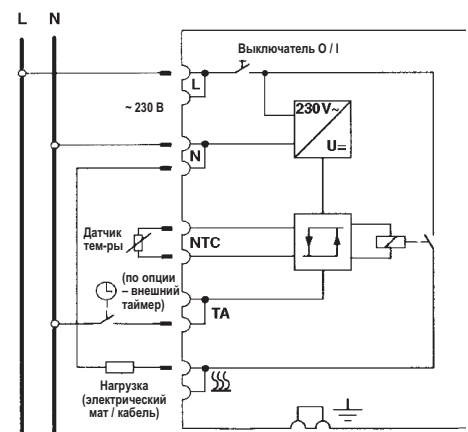 L N
Выключатель O / I
L
~ 230 В
230V~
U=
N
Датчик
тем-ры
NTC
(по опции
– внешний
таймер)
TA
Нагрузка
(электрический
мат / кабель)